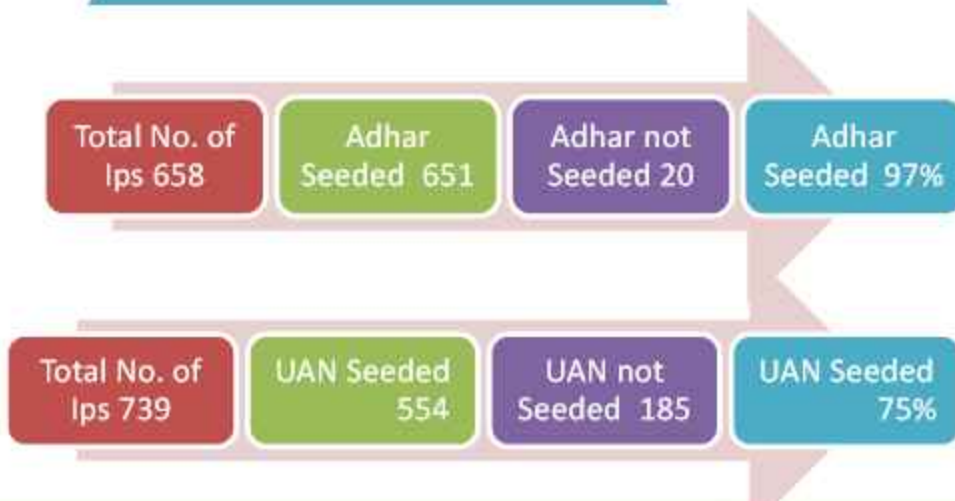 Total No. of
Ips 658
Adhar
Seeded 651
Adhar not
Seeded 20
Adhar
Seeded 97%
Total No. of
Ips 739
UAN Seeded
554
UAN not
Seeded 185
UAN Seeded
75%